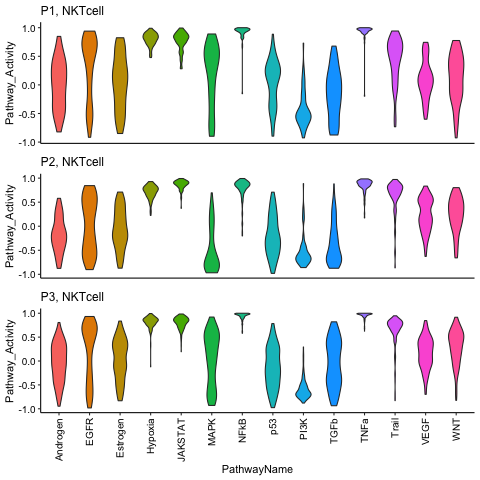 P1, NKTcell
Pathway_Activity
1.0
0.5
0.0
-0.5
-1.0
P2, NKTcell
Pathway_Activity
1.0
0.5
0.0
-0.5
-1.0
P3, NKTcell
Pathway_Activity
1.0
0.5
0.0
-0.5
-1.0
Androgen
EGFR
Estrogen
Hypoxia
JAKSTAT
MAPK
NFkB
p53
PI3K
TGFb
TNFa
Trail
VEGF
WNT
PathwayName